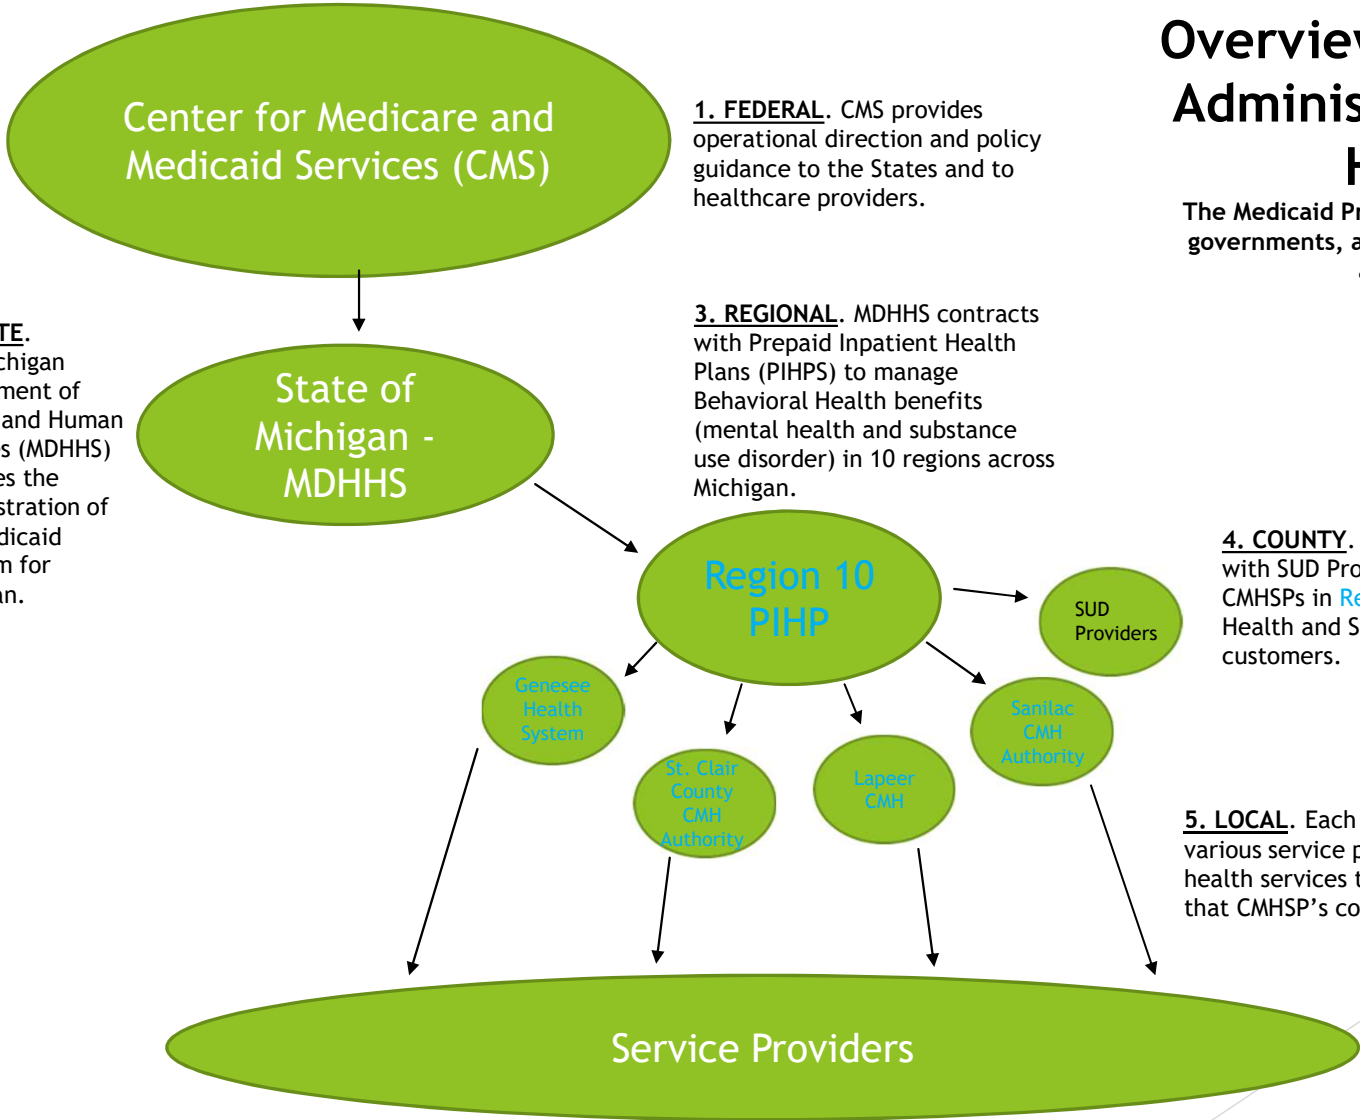 Center for Medicare and
Medicaid Services (CMS)
1. FEDERAL. CMS provides
operational direction and policy
guidance to the States and to
healthcare providers.
Overview
Adminis
H
The Medicaid Pr
governments, a
TE.
chigan
ment of
and Human
es (MDHHS)
es the
stration of
dicaid
m for
an.
State of
Michigan -
MDHHS
3. REGIONAL. MDHHS contracts
with Prepaid Inpatient Health
Plans (PIHPS) to manage
Behavioral Health benefits
(mental health and substance
use disorder) in 10 regions across
Michigan.
Region 10
PIHP
SUD
Providers
4. COUNTY.
with SUD Pro
CMHSPs in Re
Health and S
customers.
Genesee
Health
System
St. Clair
County
CMH
Authority
Lapeer
CMH
Sanilac
CMH
Authority
5. LOCAL. Each
various service p
health services t
that CMHSP's co
Service Providers